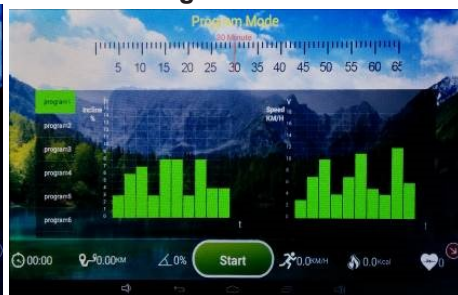 Program Mode
30 Minute
5 10 15 20 25 30 35 40 45 50 55 60 65
program1
program2
program3
program4
program5
program6
Incline
%
Speed
KM/H
t
t
00:00
0.00KM
0%
Start
0.0KM/H
0.0Kcal
0